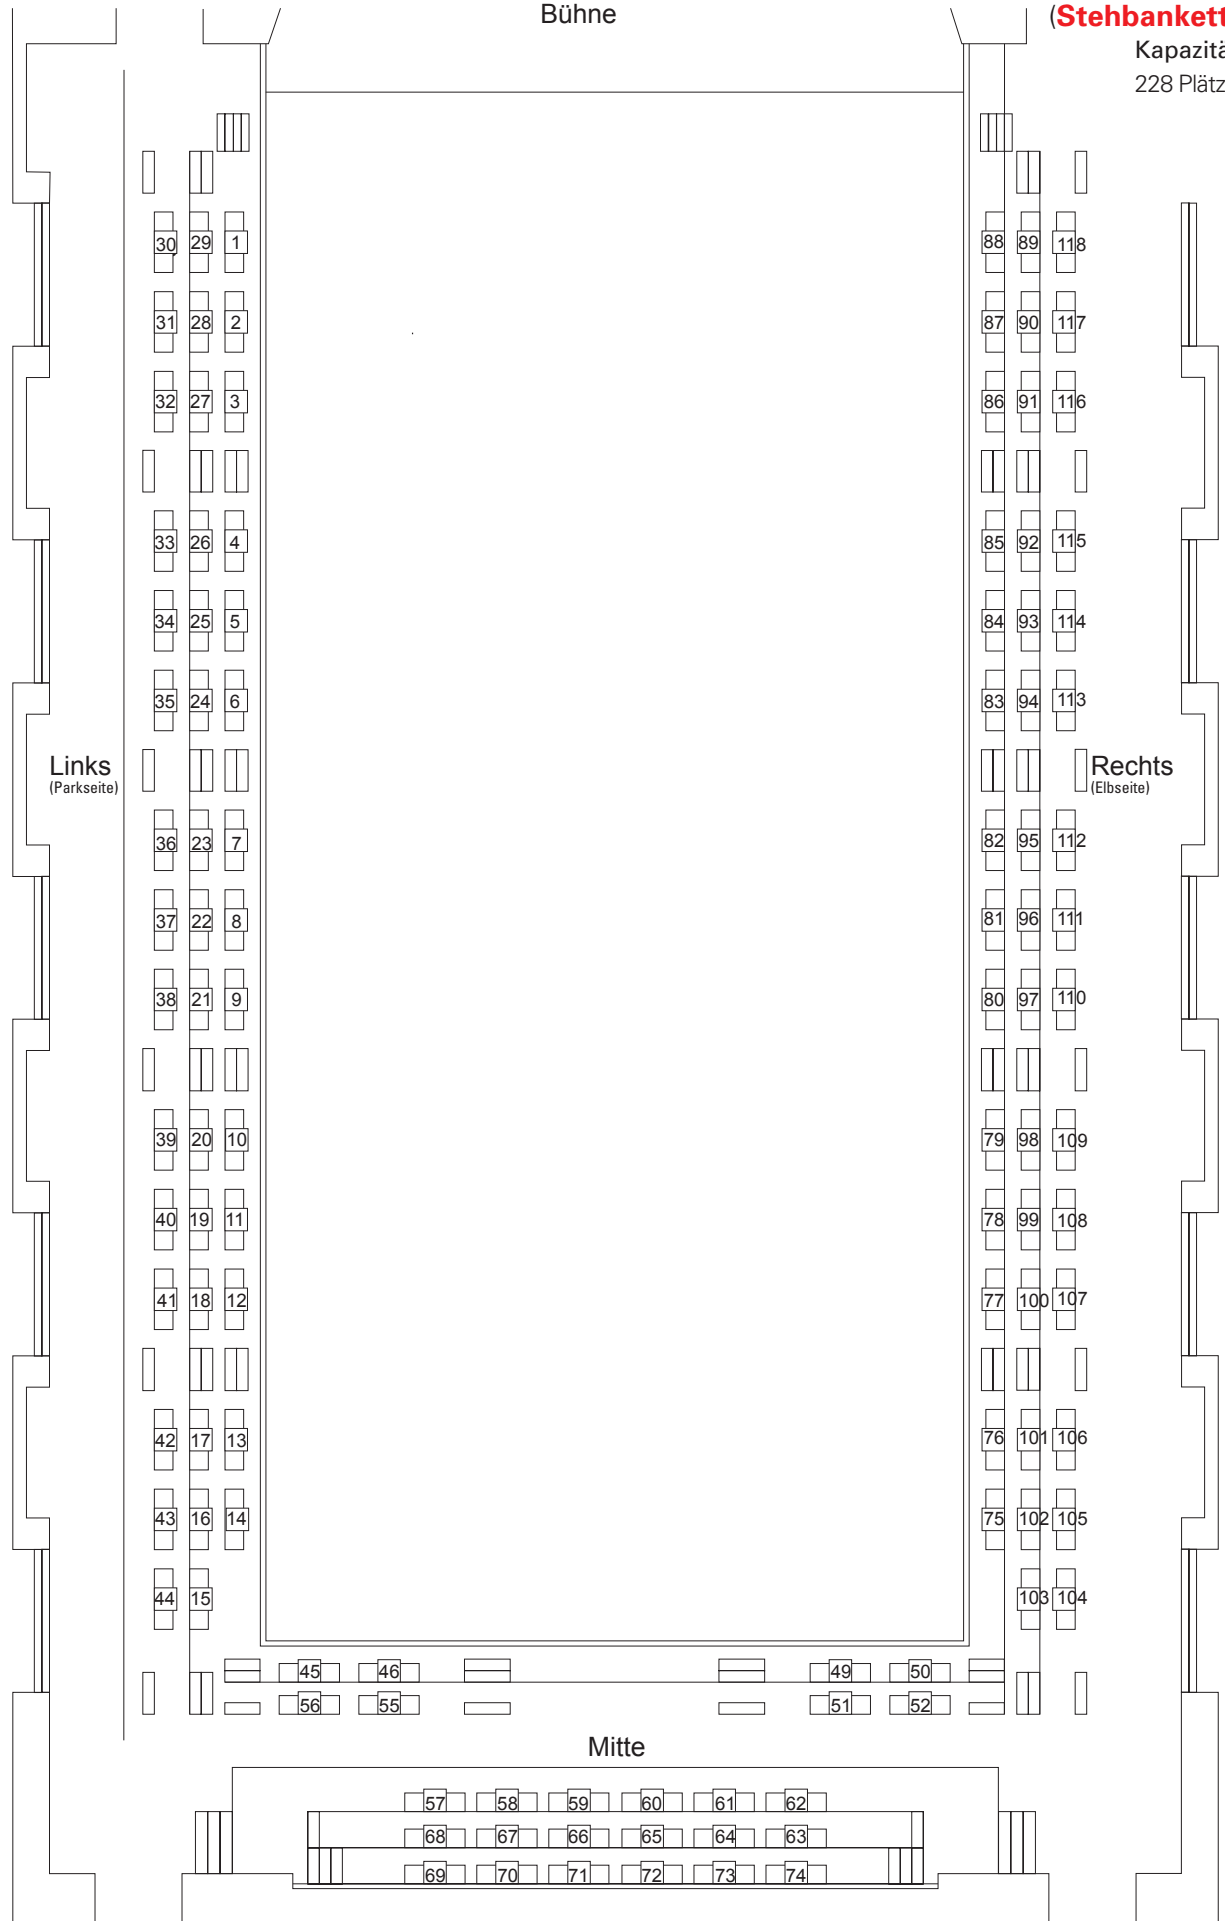 Bühne
(Stehbankett
Kapazitä
228 Plätz
30 29 1 88 89 118
31 28 2 87 90 117
32 27 3 86 91 116
33 26 4 85 92 115
34 25 5 84 93 114
35 24 6 83 94 113
Links Rechts
(Parkseite) (Elbseite)
36 23 7 82 95 112
37 22 8 81 96 111
38 21 9 80 97 110
39 20 10 79 98 109
40 19 11 78 99 108
41 18 12 77 100 107
42 17 13 76 101 106
43 16 14 75 102 105
44 15 103 104
45 46 49 50
56 55 51 52
Mitte
57 58 59 60 61 62
68 67 66 65 64 63
69 70 71 72 73 74